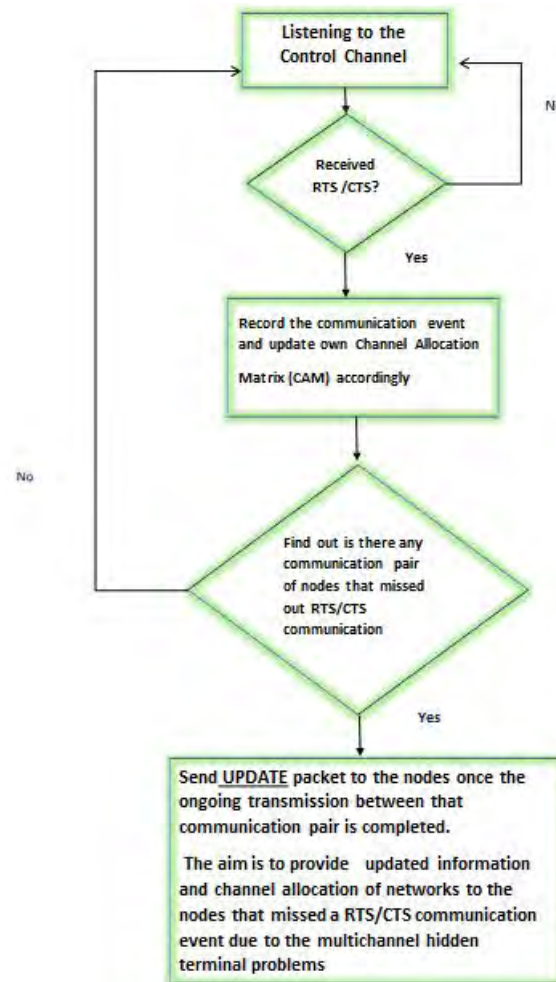 Listening to the
Control Channel
Received
RTS /CTS?
Yes
Record the communication event
and update own Channel Allocation
Matrix (CAM) accordingly
No
Find out is there any
communication pair
of nodes that missed
out RTS/CTS
communication
Yes
Send UPDATE packet to the nodes once the
ongoing transmission between that
communication pair is completed.
The aim is to provide updated information
and channel allocation of networks to the
nodes that missed a RTS/CTS communication
event due to the multichannel hidden
terminal problems